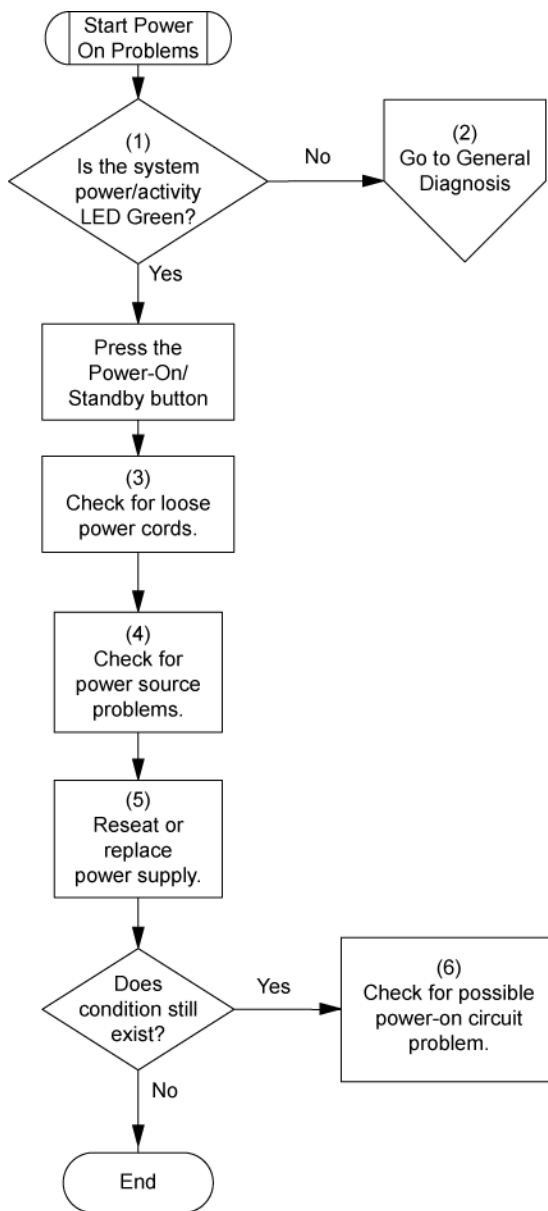 Start Power
On Problems
(1)
Is the system
power/activity
LED Green?
No
(2)
Go to General
Diagnosis
Yes
Press the
Power-On/
Standby button
(3)
Check for loose
power cords.
(4)
Check for
power source
problems.
(5)
Reseat or
replace
power supply.
Does
condition still
exist?
Yes
(6)
Check for possible
power-on circuit
problem.
No
End